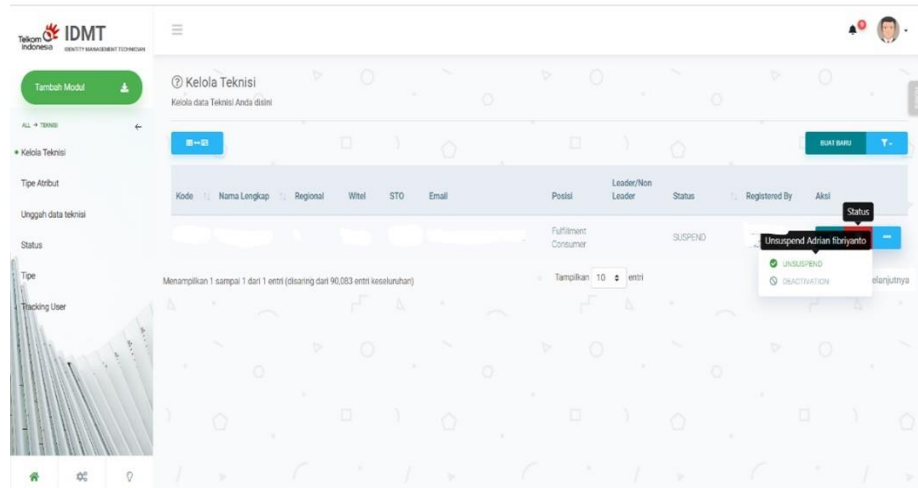 Telkom Indonesia IDMT
IDENTITY MANAGEMENT TECHNICIAN
9
Tambah Modul
ALL → TEKNISI
Kelola Teknisi
Tipe Atribut
Unggah data teknisi
Status
Tipe
Tracking User
Kelola Teknisi
Kelola data Teknisi Anda disini
BUAT BARU
Kode Nama Lengkap Regional Witel STO Email Posisi Leader/Non Leader Status Registered By Aksi
Status
Fulfillment Consumer SUSPEND
Unsuspend Adrian fibriyanto
UNSUSPEND
DEACTIVATION
Menampilkan 1 sampai 1 dari 1 entri (disaring dari 90,083 entri keseluruhan)
Tampilkan 10 entri
elanjutnya